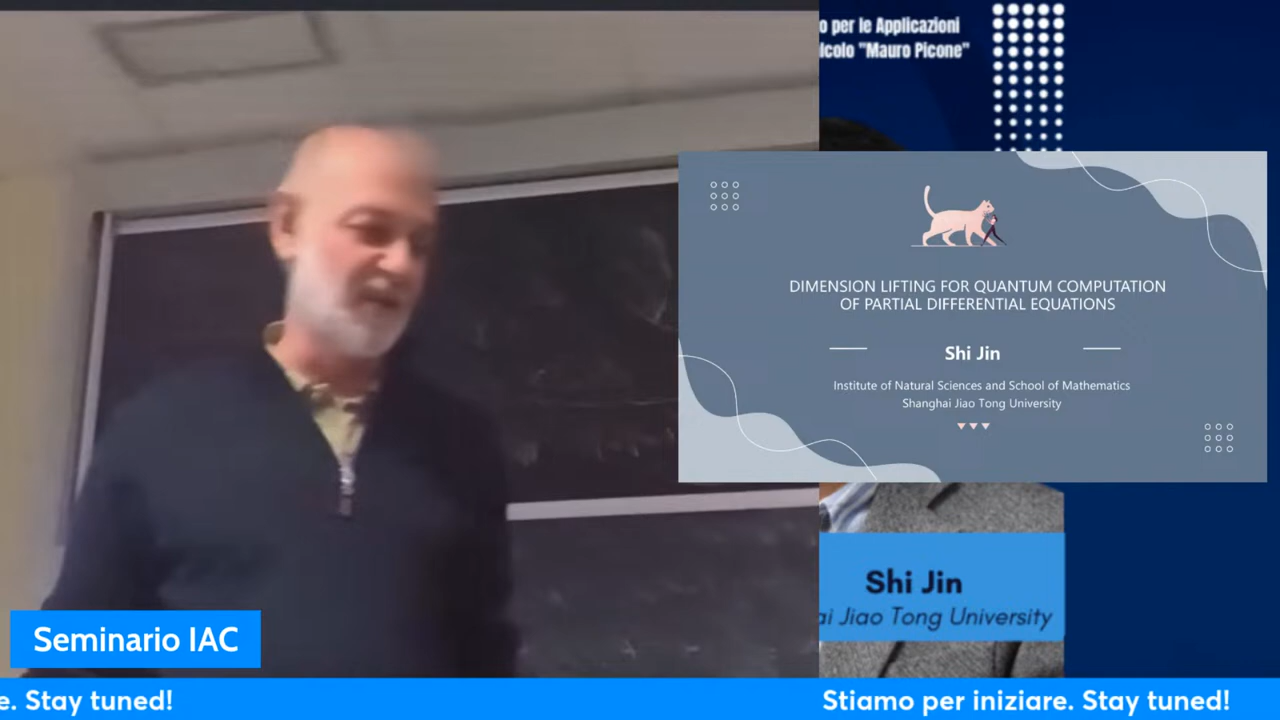 o per le Applicazioni
lcolo "Mauro Picone"
DIMENSION LIFTING FOR QUANTUM COMPUTATION
OF PARTIAL DIFFERENTIAL EQUATIONS
Shi Jin
Institute of Natural Sciences and School of Mathematics
Shanghai Jiao Tong University
Shi Jin
ai Jiao Tong University
Seminario IAC
e. Stay tuned!
Stiamo per iniziare. Stay tuned!